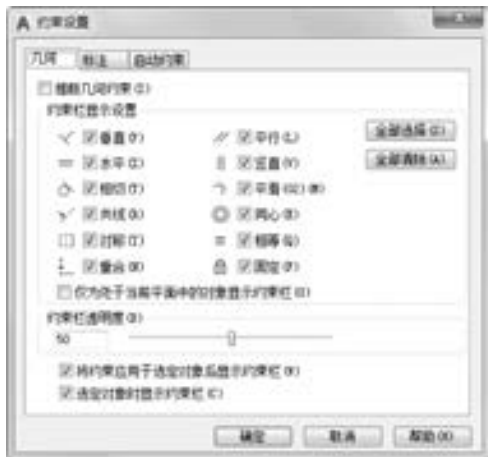 约束设置
几何 标注 自动约束
推断几何约束(I)
约束栏显示设置
垂直(P) 平行(L) 全部选择(S)
水平(Z) 竖直(V) 全部清除(A)
相切(T) 平滑(G2)(M)
共线(X) 同心(E)
对称(Y) 相等(Q)
重合(W) 固定(F)
仅为处于当前平面中的对象显示约束栏(O)
约束栏透明度(B)
50
将约束应用于选定对象后显示约束栏(W)
选定对象时显示约束栏(C)
确定 取消 帮助(H)